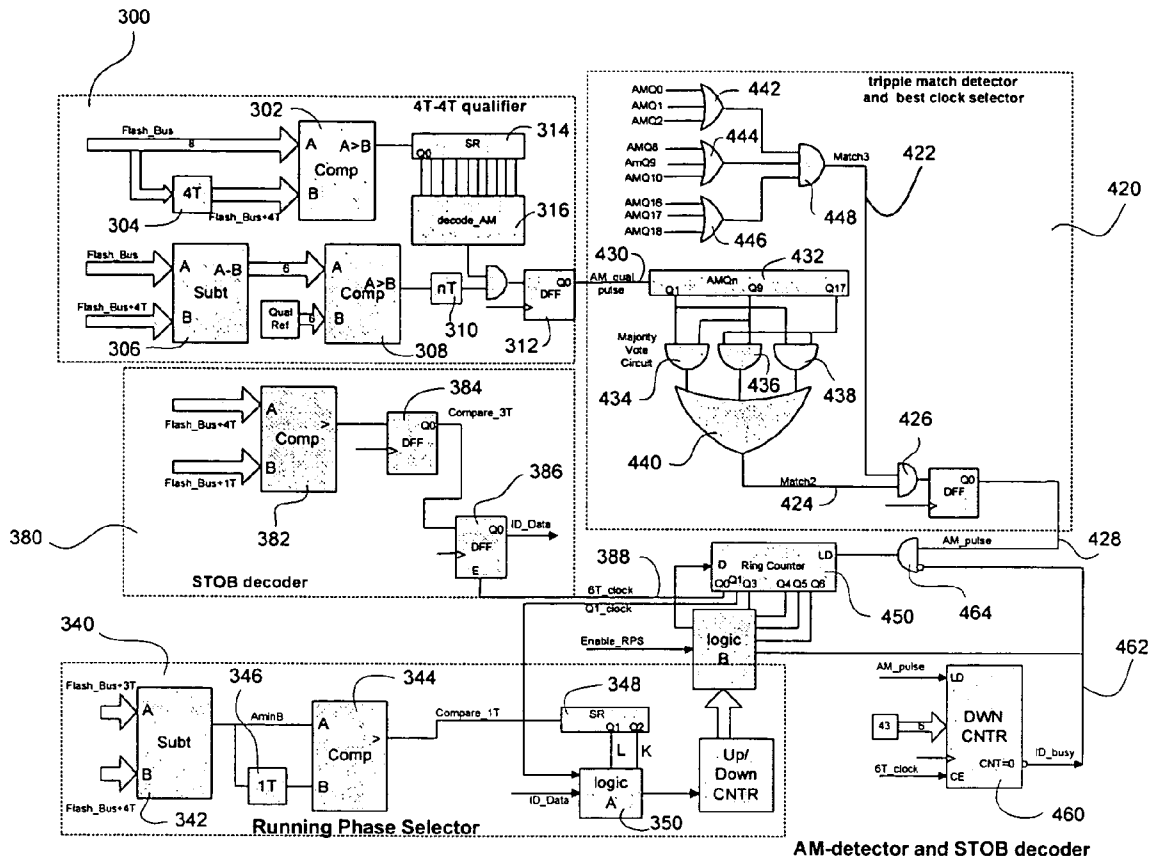 300
4T-4T qualifier
302
Flash_Bus
8
A
A>B
Comp
B
4T
304
Flash_Bus+4T
314
SR
Q0
decode_AM
316
Flash_Bus
A
A-B
Subt
Flash_Bus+4T
B
306
6
A
A>B
Comp
B
Qual
Ref
6
308
nT
310
DFF
Q0
312
tripple match detector
and best clock selector
AMQ0
AMQ1
AMQ2
442
AMQ8
AmQ9
AMQ10
444
AMQ16
AMQ17
AMQ18
446
448
Match3
422
420
430
AM_qual
pulse
432
AMQn
Q1
Q9
Q17
Majority
Vote
Circuit
434
436
438
440
Match2
424
426
DFF
Q0
428
AM_pulse
380
Flash_Bus+4T
A
Comp
>
Flash_Bus+1T
B
382
384
Q0
DFF
Compare_3T
386
Q0
DFF
E
ID_Data
STOB decoder
388
6T_clock
Q1_clock
D
Ring Counter
LD
Q0
Q1
Q3
Q4
Q5
Q6
450
464
Enable_RPS
logic
B
462
340
Flash_Bus+3T
A
Subt
B
Flash_Bus+4T
342
346
AminB
1T
344
A
>
Comp
B
Compare_1T
348
SR
Q1
Q2
L
K
ID_Data
logic
A
350
Up/
Down
CNTR
AM_pulse
LD
43
6
DWN
CNTR
6T_clock
CE
CNT=0
ID_busy
460
Running Phase Selector
AM-detector and STOB decoder